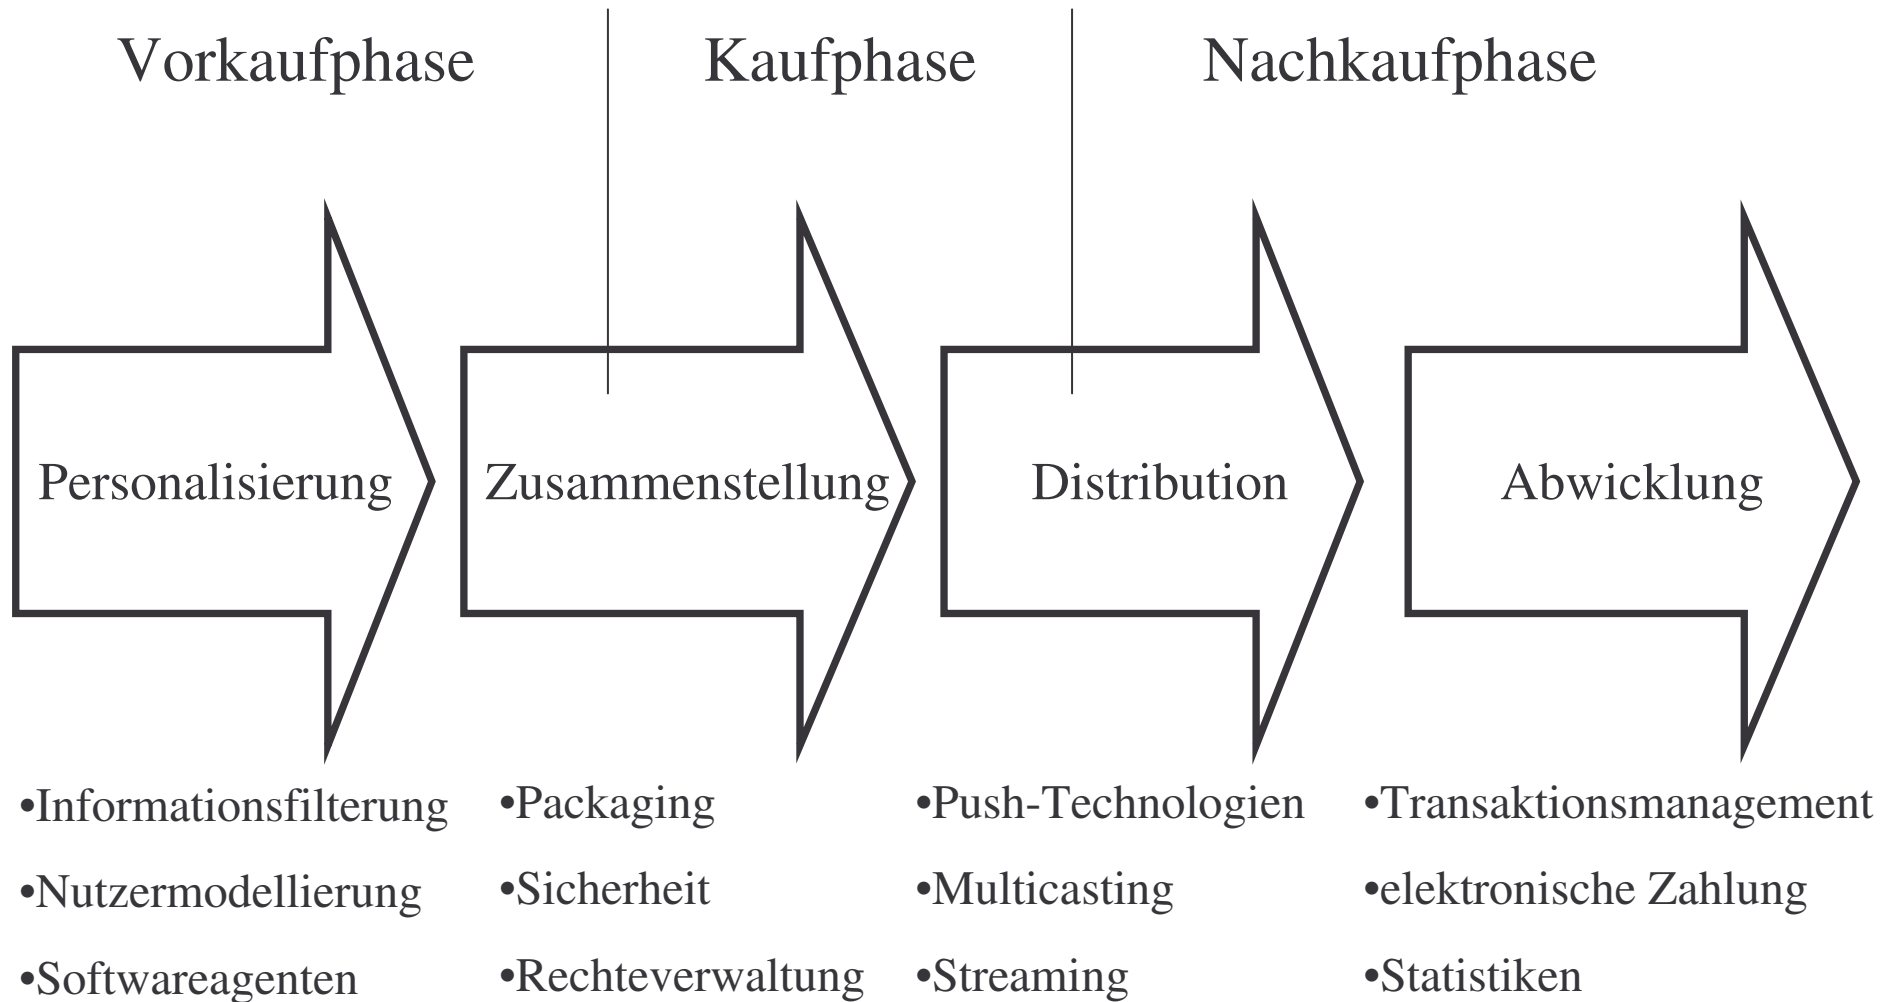 Vorkaufphase
Kaufphase
Nachkaufphase
Personalisierung
Zusammenstellung
Distribution
Abwicklung
•Informationsfilterung
•Nutzermodellierung
•Softwareagenten
•Packaging
•Sicherheit
•Rechteverwaltung
•Push-Technologien
•Multicasting
•Streaming
•Transaktionsmanagement
•elektronische Zahlung
•Statistiken